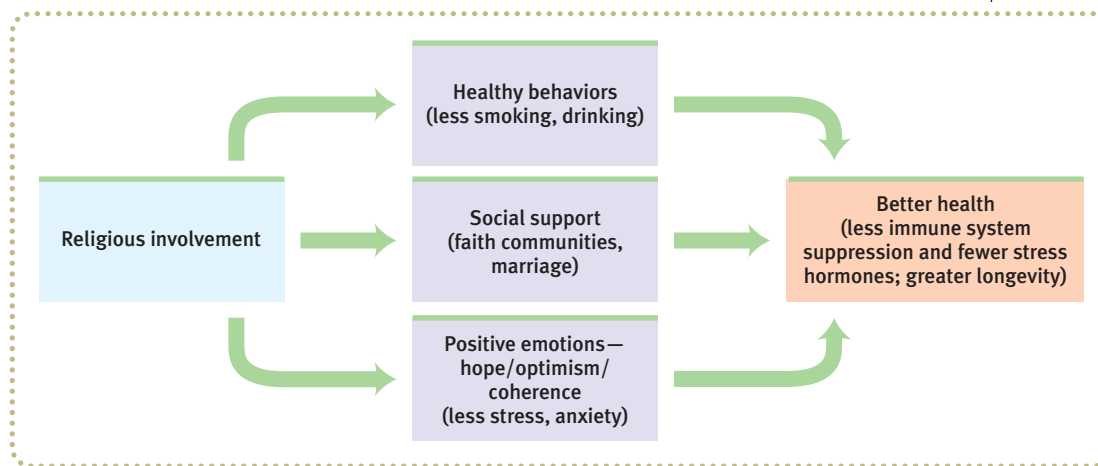 Healthy behaviors
(less smoking, drinking)
Religious involvement
Social support
(faith communities,
marriage)
Better health
(less immune system
suppression and fewer stress
hormones; greater longevity)
Positive emotions—
hope/optimism/
coherence
(less stress, anxiety)